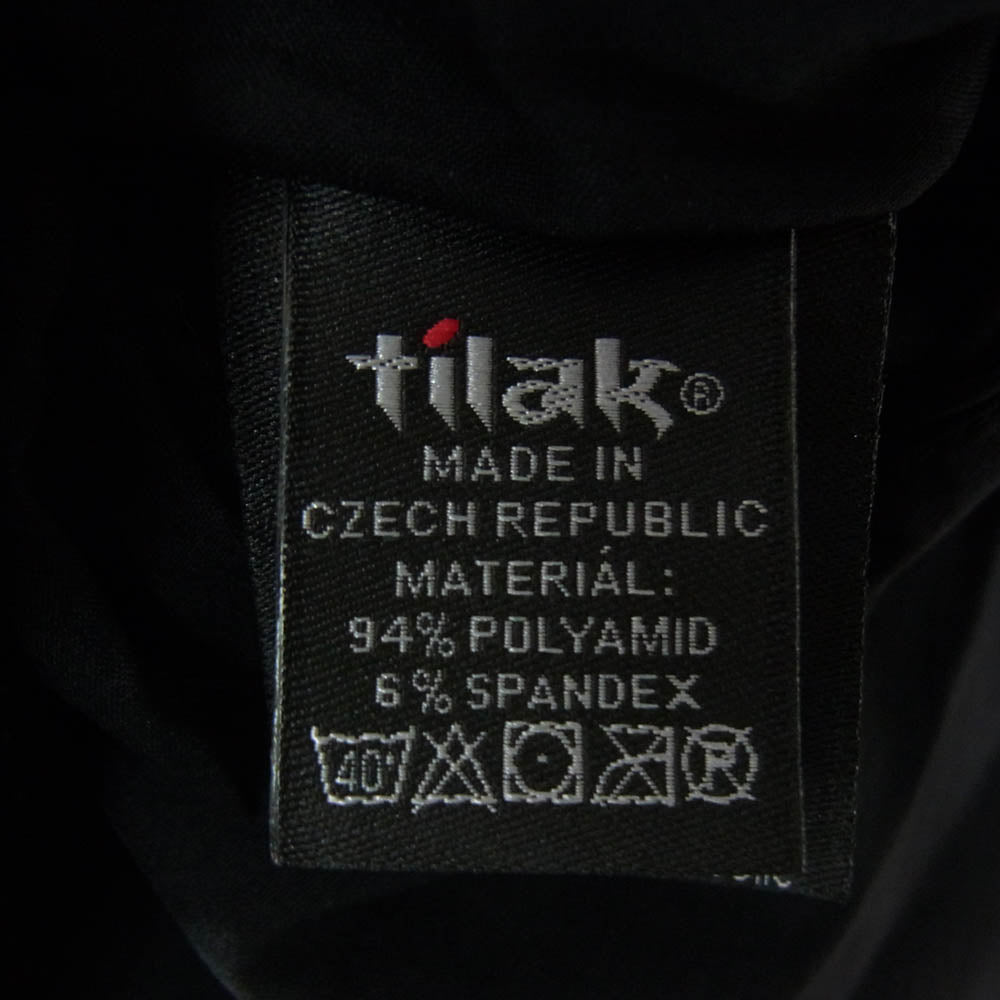 tilak®
MADE IN
CZECH REPUBLIC
MATERIÁL:
94% POLYAMID
6% SPANDEX
40°
R